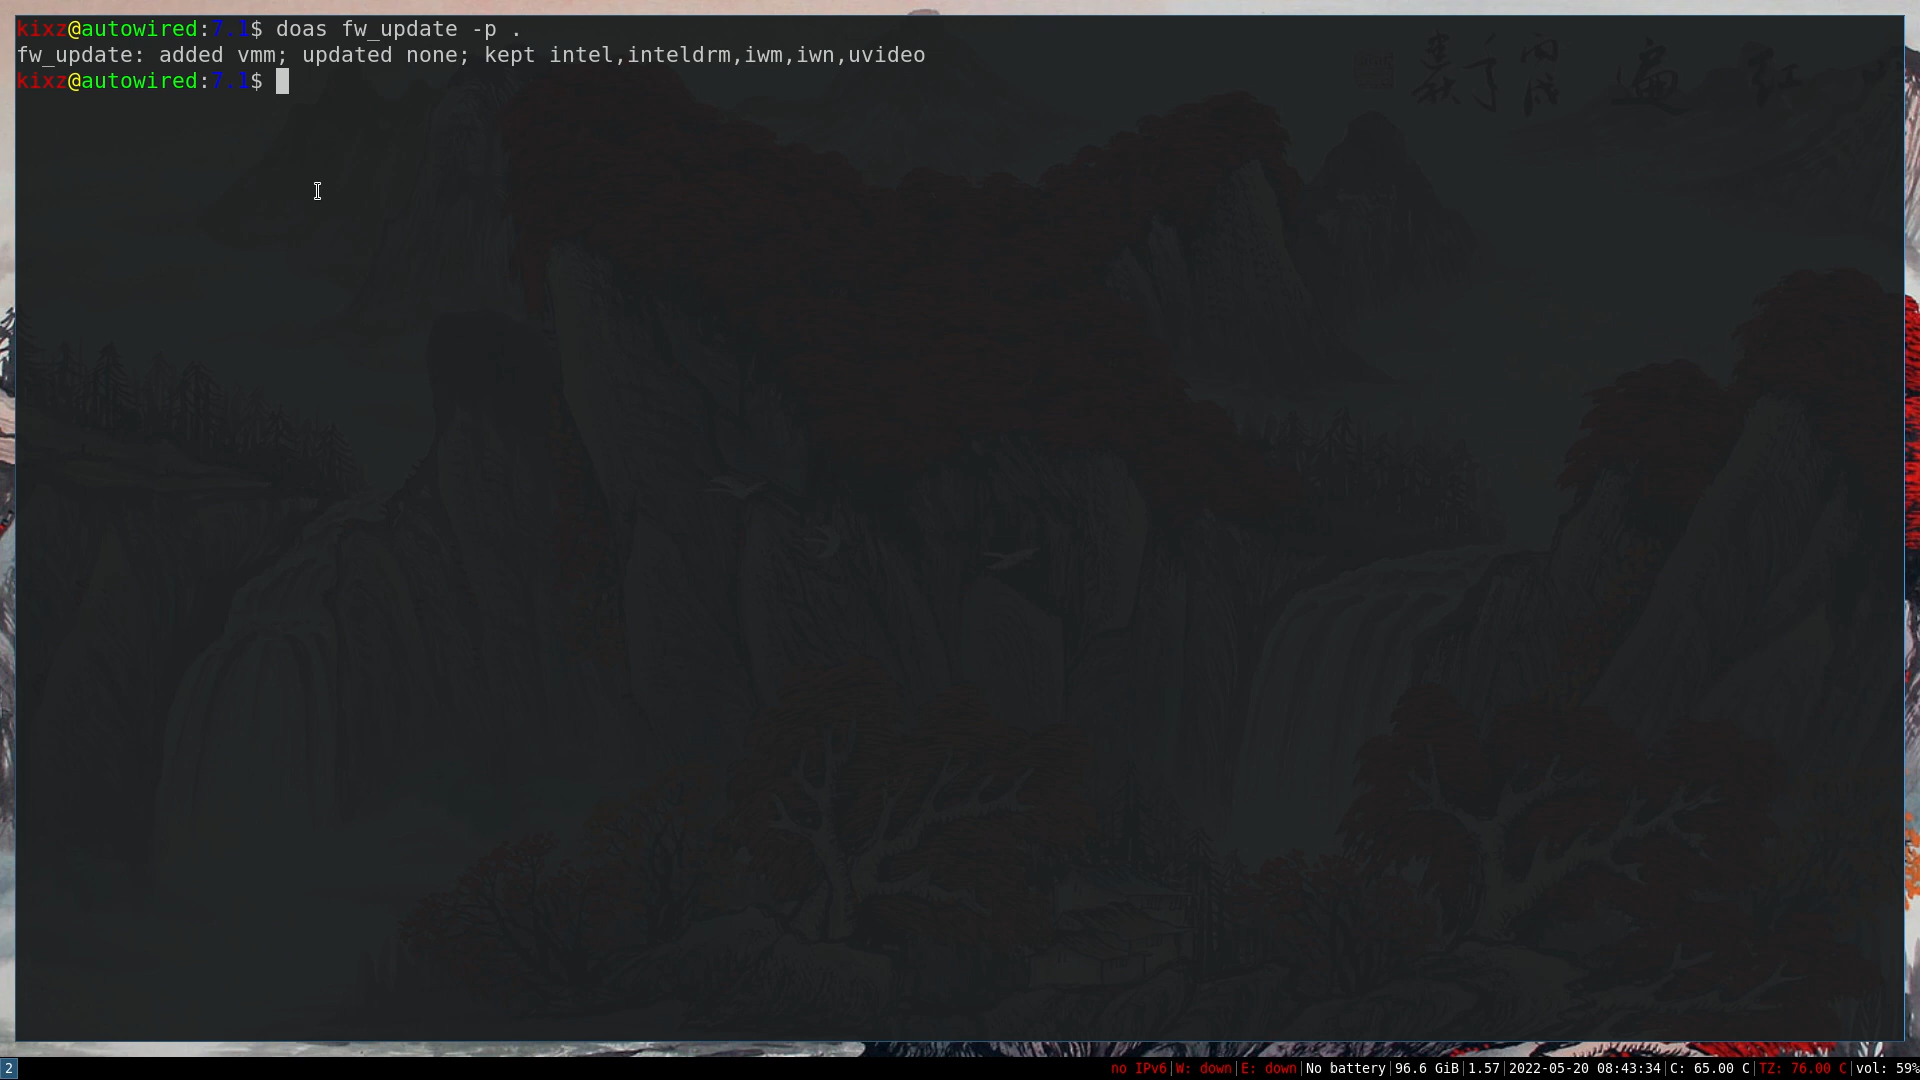 kixz@autowired:7.1$ doas fw_update -p .
fw_update: added vmm; updated none; kept intel,inteldrm,iwm,iwn,uvideo
kixz@autowired:7.1$
2
no IPv6|W: down|E: down|No battery|96.6 GiB|1.57|2022-05-20 08:43:34|C: 65.00 C|TZ: 76.00 C|vol: 59%